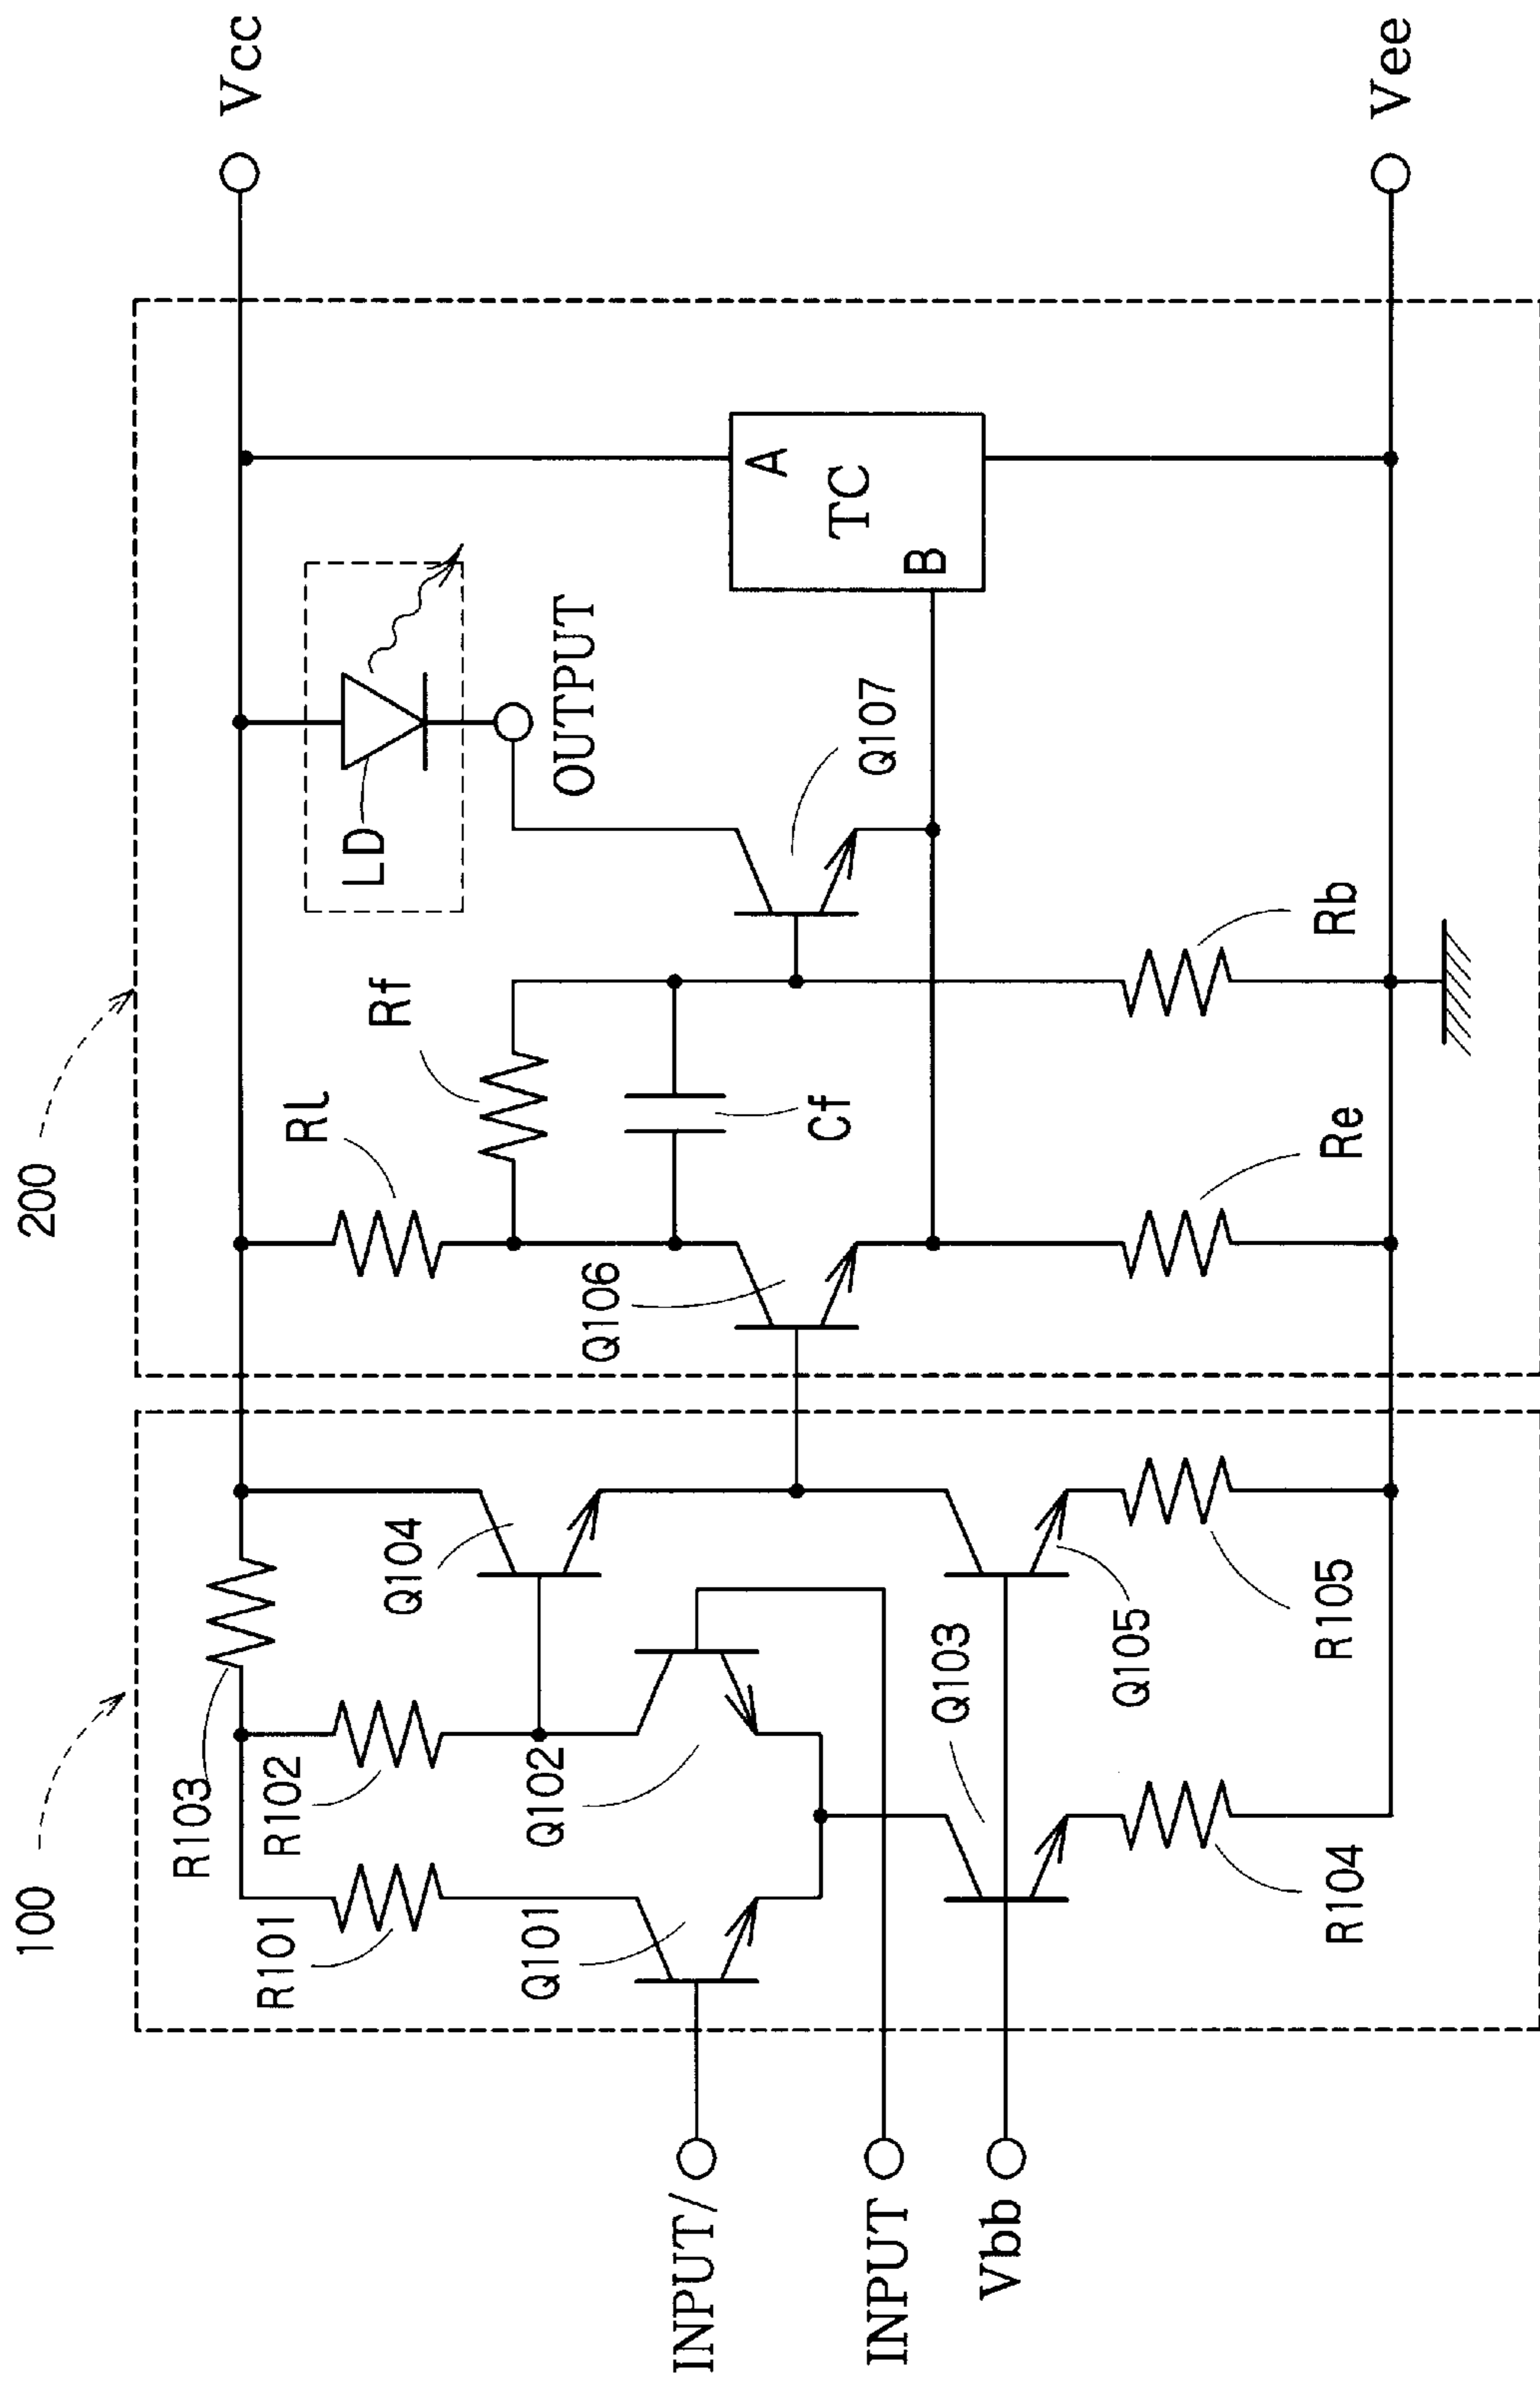 100
200
R103
Vcc
R101
R102
Q104
Rl
Rf
LD
OUTPUT
Q101
Q102
Q106
Cf
Q107
A
TC
B
INPUT/
INPUT
Vbb
Q103
Q105
R104
R105
Re
Rb
Vee